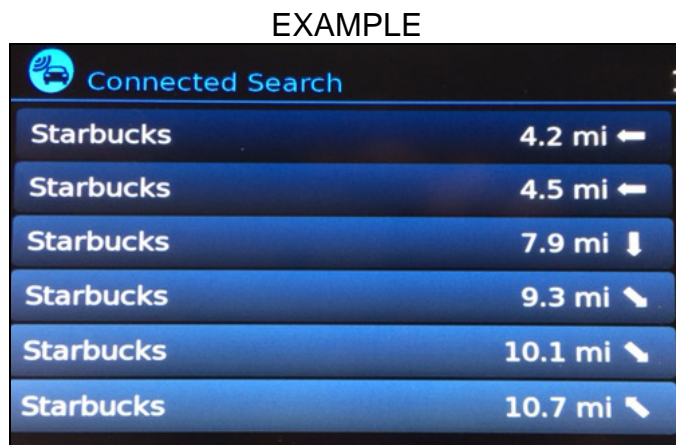 EXAMPLE
Connected Search
Starbucks 4.2 mi
Starbucks 4.5 mi
Starbucks 7.9 mi
Starbucks 9.3 mi
Starbucks 10.1 mi
Starbucks 10.7 mi